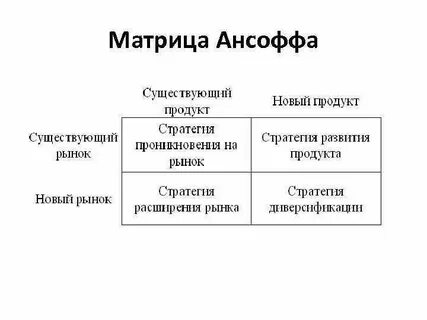 Матрица Ансоффа
Существующий
продукт
Новый продукт
Существующий
рынок
Стратегия
проникновения на
рынок
Стратегия развития
продукта
Новый рынок
Стратегия
расширения рынка
Стратегия
диверсификации